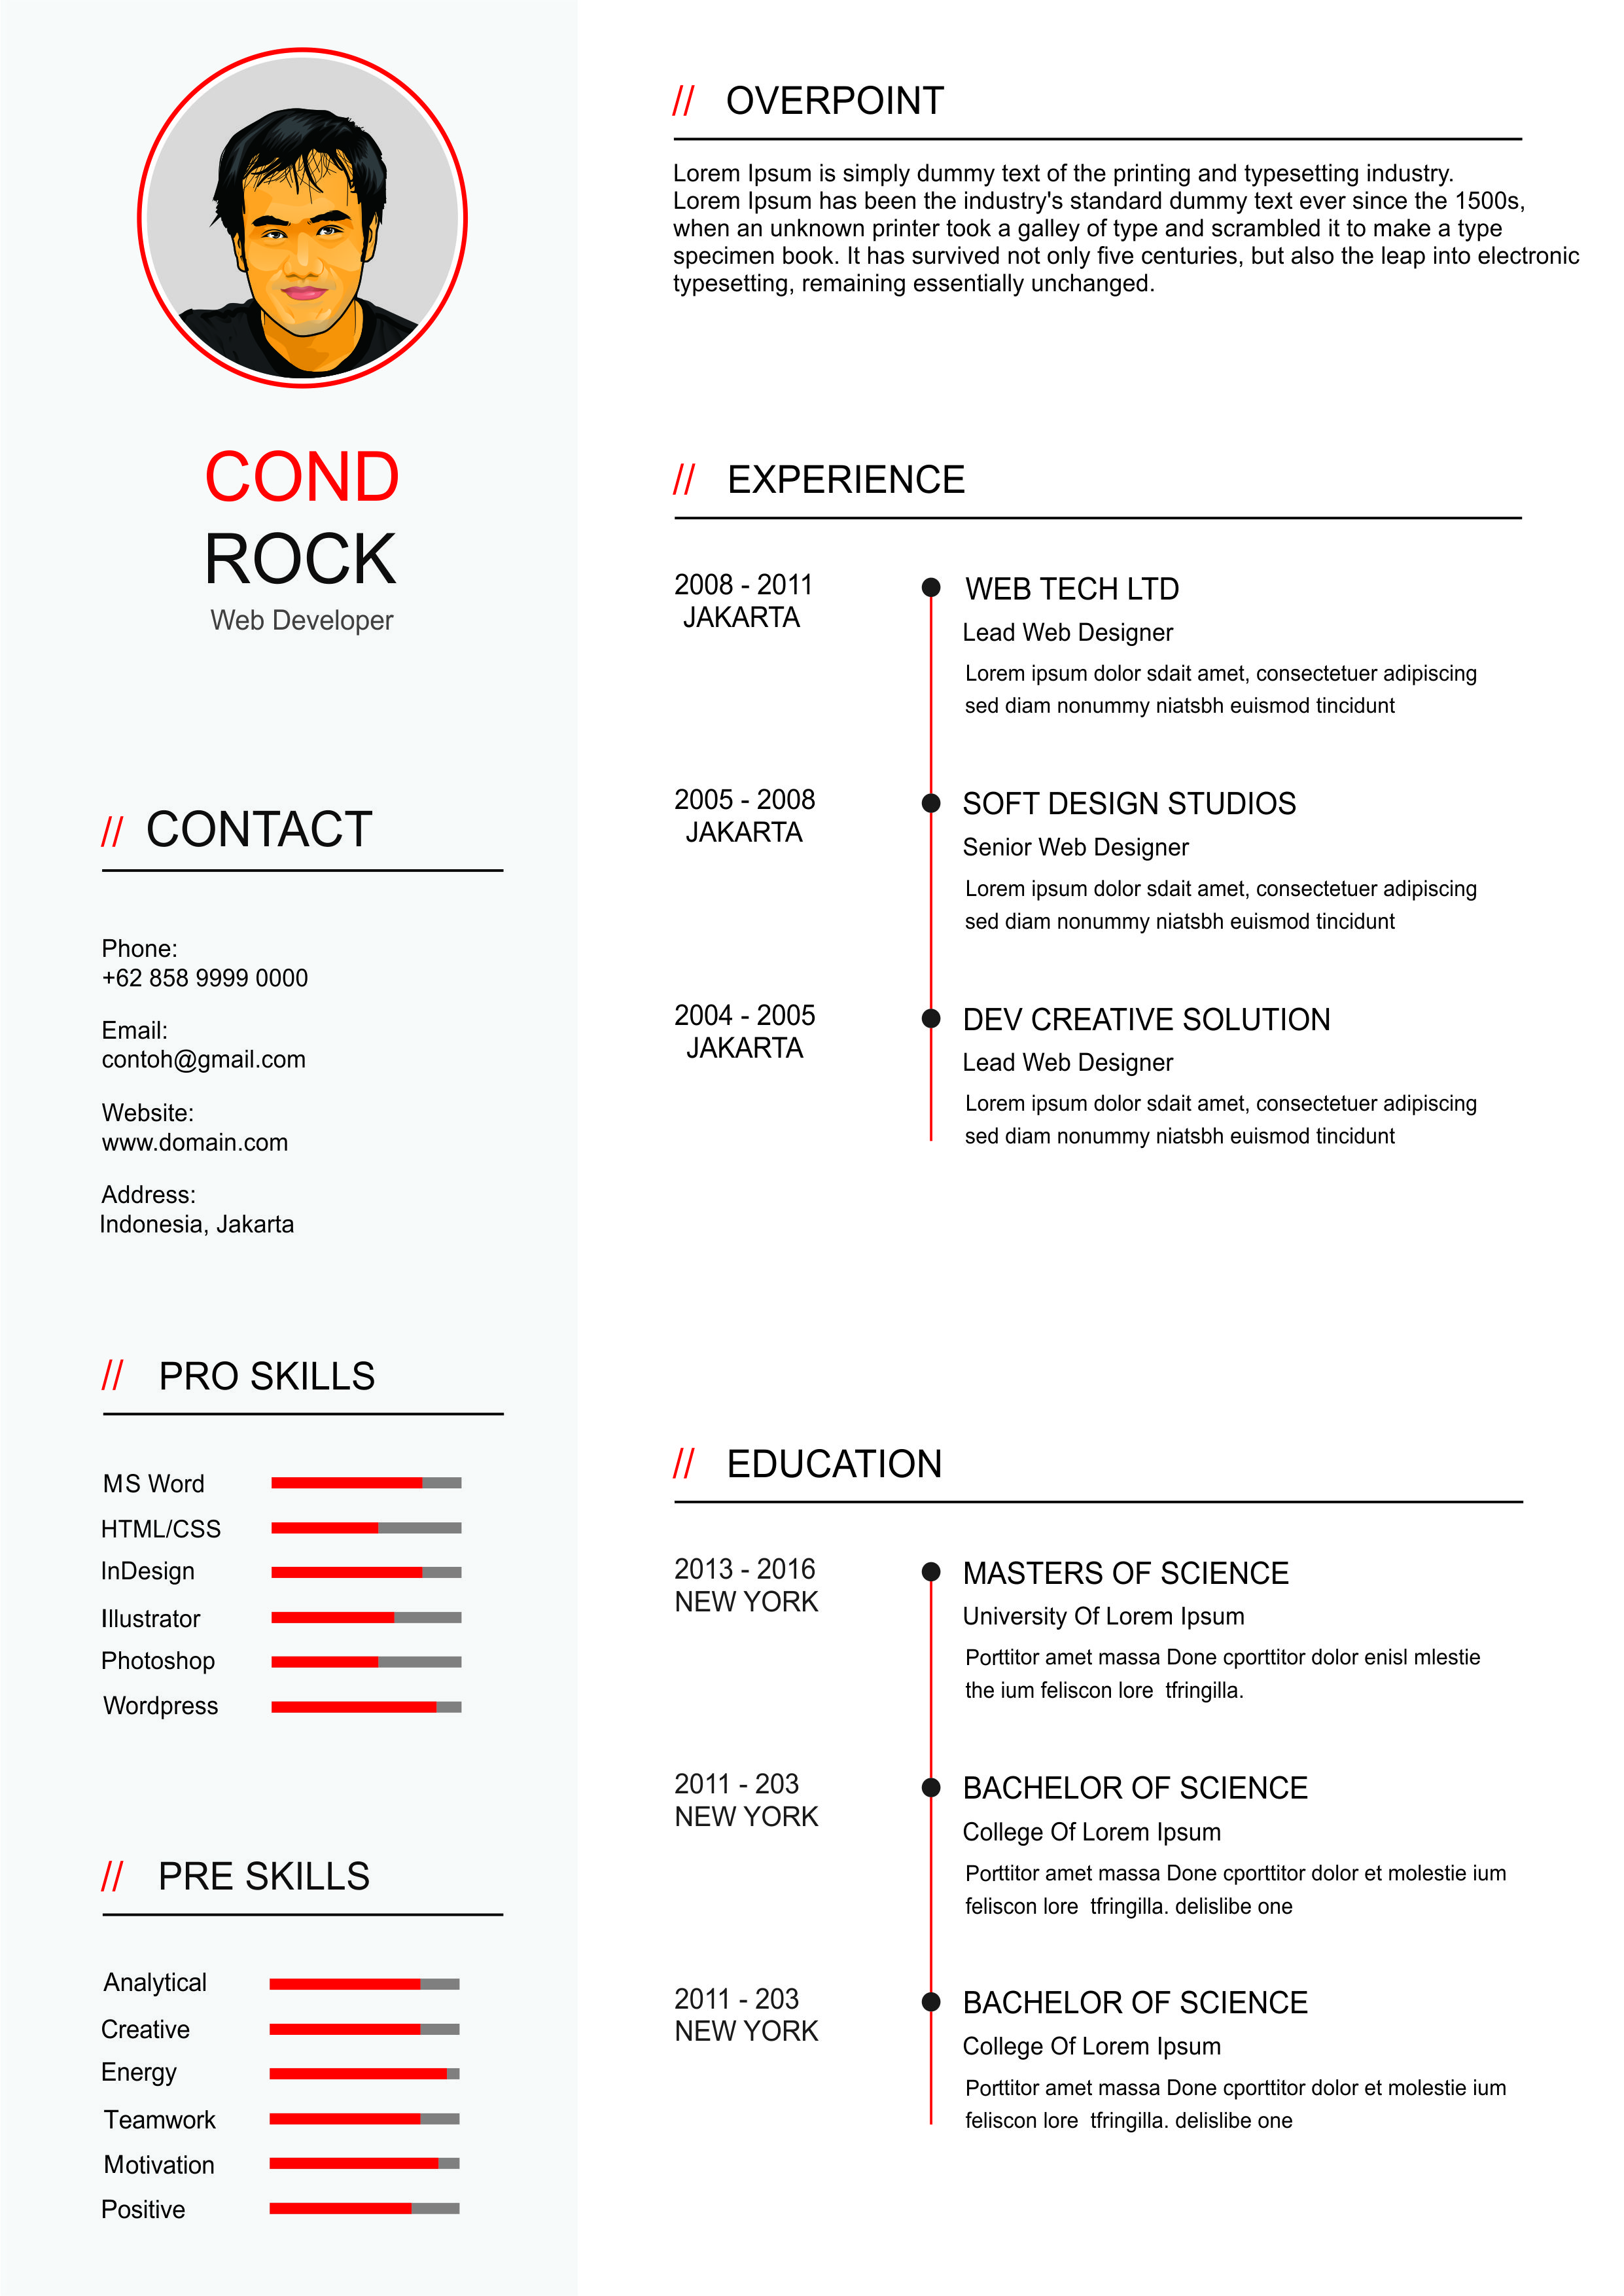 COND
ROCK
Web Developer
// CONTACT
Phone:
+62 858 9999 0000
Email:
contoh@gmail.com
Website:
www.domain.com
Address:
Indonesia, Jakarta
// PRO SKILLS
MS Word
HTML/CSS
InDesign
Illustrator
Photoshop
Wordpress
// PRE SKILLS
Analytical
Creative
Energy
Teamwork
Motivation
Positive
// OVERPOINT
Lorem Ipsum is simply dummy text of the printing and typesetting industry.
Lorem Ipsum has been the industry's standard dummy text ever since the 1500s,
when an unknown printer took a galley of type and scrambled it to make a type
specimen book. It has survived not only five centuries, but also the leap into electronic
typesetting, remaining essentially unchanged.
// EXPERIENCE
2008 - 2011
JAKARTA
WEB TECH LTD
Lead Web Designer
Lorem ipsum dolor sdait amet, consectetuer adipiscing
sed diam nonummy niatsbh euismod tincidunt
2005 - 2008
JAKARTA
SOFT DESIGN STUDIOS
Senior Web Designer
Lorem ipsum dolor sdait amet, consectetuer adipiscing
sed diam nonummy niatsbh euismod tincidunt
2004 - 2005
JAKARTA
DEV CREATIVE SOLUTION
Lead Web Designer
Lorem ipsum dolor sdait amet, consectetuer adipiscing
sed diam nonummy niatsbh euismod tincidunt
// EDUCATION
2013 - 2016
NEW YORK
MASTERS OF SCIENCE
University Of Lorem Ipsum
Porttitor amet massa Done cporttitor dolor enisl mlestie
the ium feliscon lore tfringilla.
2011 - 203
NEW YORK
BACHELOR OF SCIENCE
College Of Lorem Ipsum
Porttitor amet massa Done cporttitor dolor et molestie ium
feliscon lore tfringilla. delislibe one
2011 - 203
NEW YORK
BACHELOR OF SCIENCE
College Of Lorem Ipsum
Porttitor amet massa Done cporttitor dolor et molestie ium
feliscon lore tfringilla. delislibe one